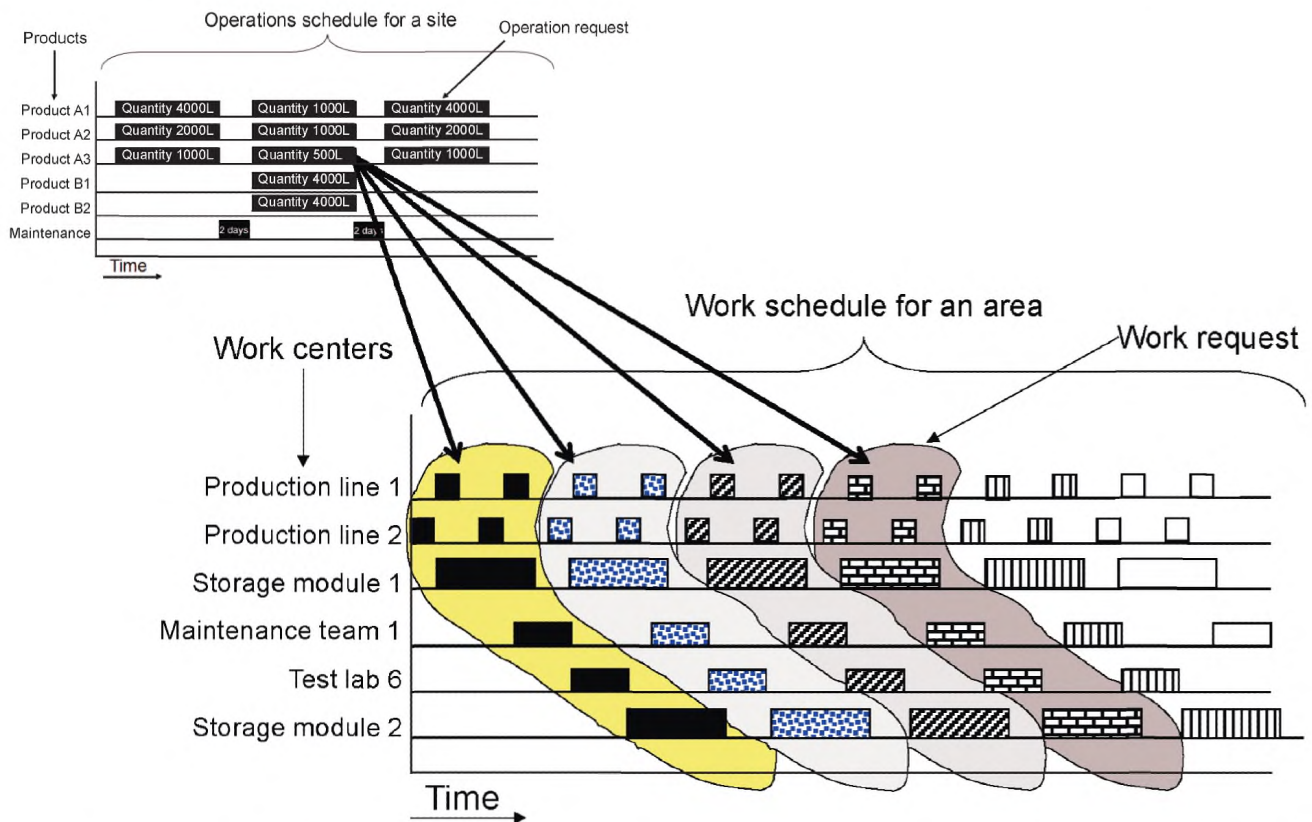 Operations schedule for a site
Products
Operation request
Product A1 Quantity 4000L Quantity 1000L Quantity 4000L
Product A2 Quantity 2000L Quantity 1000L Quantity 2000L
Product A3 Quantity 1000L Quantity 500L Quantity 1000L
Product B1 Quantity 4000L
Product B2 Quantity 4000L
Maintenance 2 days 2 days
Time
Work schedule for an area
Work centers
Work request
Production line 1
Production line 2
Storage module 1
Maintenance team 1
Test lab 6
Storage module 2
Time